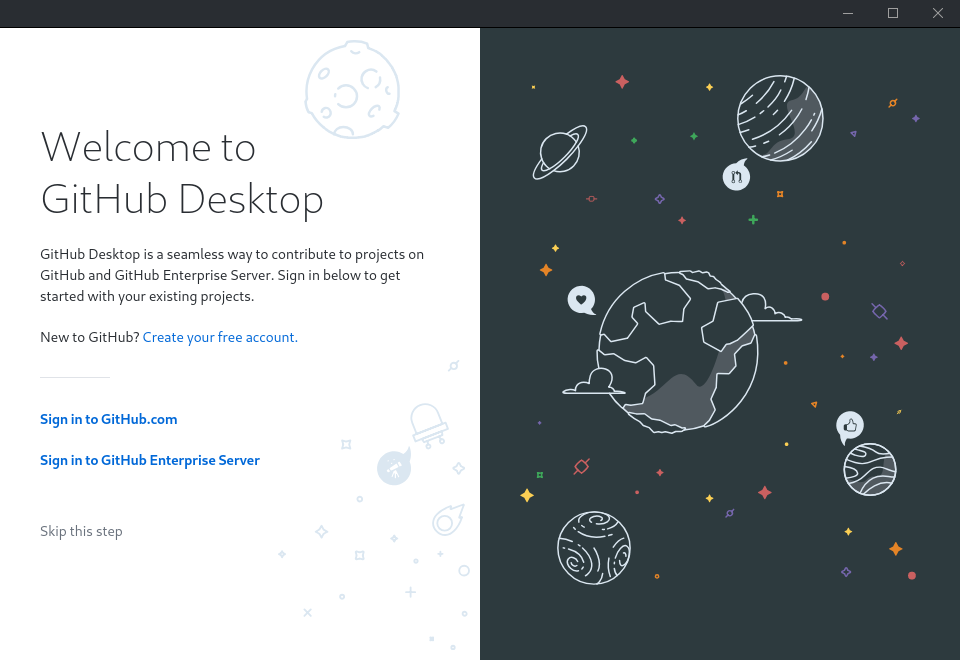 Welcome to
GitHub Desktop
GitHub Desktop is a seamless way to contribute to projects on
GitHub and GitHub Enterprise Server. Sign in below to get
started with your existing projects.
New to GitHub? Create your free account.
Sign in to GitHub.com
Sign in to GitHub Enterprise Server
Skip this step